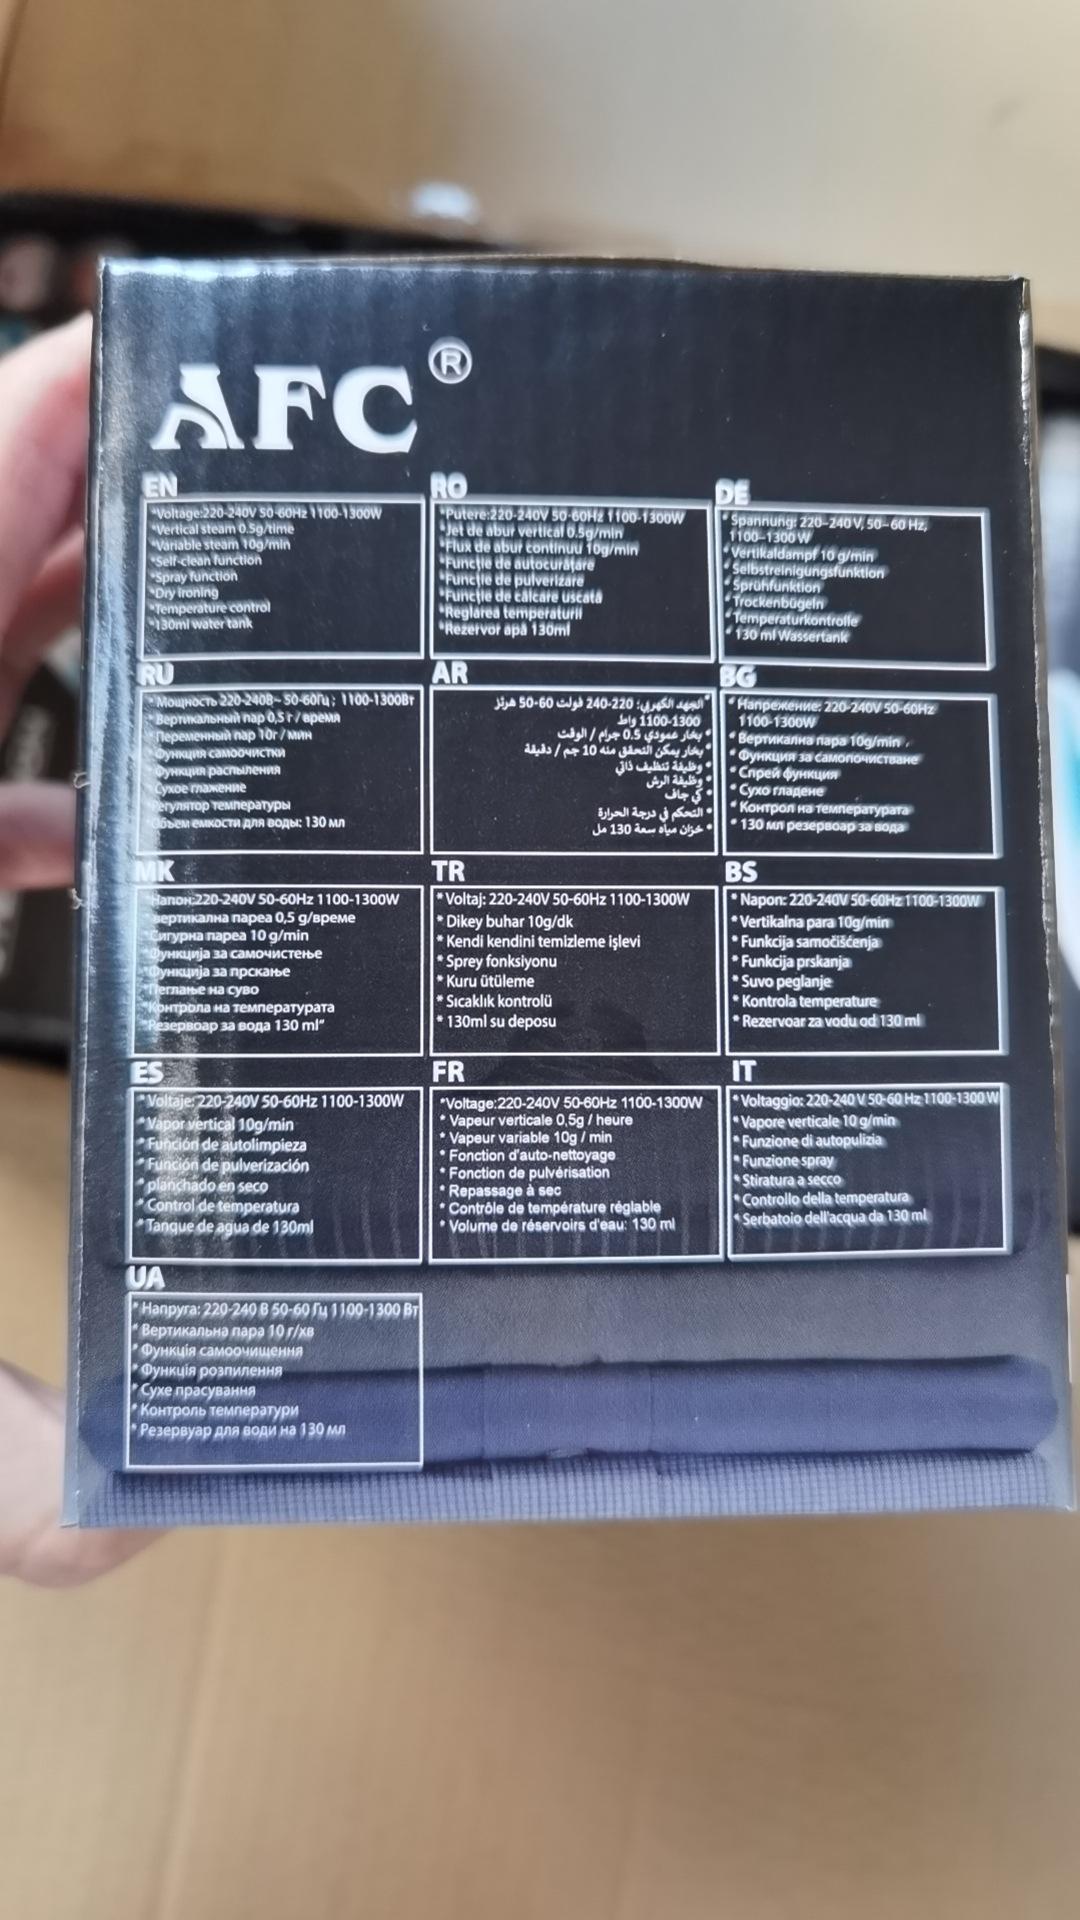 AFC®
EN
*Voltage:220-240V 50-60Hz 1100-1300W
*Vertical steam 0.5g/time
*Variable steam 10g/min
*Self-clean function
*Spray function
*Dry ironing
*Temperature control
*130ml water tank
RO
*Putere:220-240V 50-60Hz 1100-1300W
*Jet de abur vertical 0.5g/min
*Flux de abur continuu 10g/min
*Funcție de autocurățare
*Funcție de pulverizare
*Funcție de călcare uscată
*Reglarea temperaturii
*Rezervor apă 130ml
DE
* Spannung: 220–240 V, 50–60 Hz,
1100–1300 W
* Vertikaldampf 10 g/min
* Selbstreinigungsfunktion
* Sprühfunktion
* Trockenbügeln
* Temperaturkontrolle
* 130 ml Wassertank
RU
* Мощность 220-240В~ 50-60Гц ; 1100-1300Вт
* Вертикальный пар 0,5 г / время
* Переменный пар 10г / мин
*Функция самоочистки
*Функция распыления
*Сухое глажение
*Регулятор температуры
*Объем емкости для воды: 130 мл
AR
*الجهد الكهربي: 220-240 فولت 50-60 هرتز
1100-1300 واط
* بخار عمودي 0.5 جرام / الوقت
* بخار يمكن التحقق منه 10 جم / دقيقة
* وظيفة تنظيف ذاتي
* وظيفة الرش
* كي جاف
* التحكم في درجة الحرارة
* خزان مياه سعة 130 مل
BG
* Напрежение: 220-240V 50-60Hz
1100-1300W
* Вертикална пара 10g/min
* Функция за самопочистване
* Спрей функция
* Сухо гладене
* Контрол на температурата
* 130 мл резервоар за вода
MK
*Напон:220-240V 50-60Hz 1100-1300W
*вертикална пареа 0,5 g/време
*Сигурна пареа 10 g/min
*Функција за самочистење
*Функција за прскање
*Пеглање на суво
*Контрола на температурата
*Резервоар за вода 130 ml"
TR
* Voltaj: 220-240V 50-60Hz 1100-1300W
* Dikey buhar 10g/dk
* Kendi kendini temizleme işlevi
* Sprey fonksiyonu
* Kuru ütüleme
* Sıcaklık kontrolü
* 130ml su deposu
BS
* Napon: 220-240V 50-60Hz 1100-1300W
* Vertikalna para 10g/min
* Funkcija samočišćenja
* Funkcija prskanja
* Suvo peglanje
* Kontrola temperature
* Rezervoar za vodu od 130 ml
ES
* Voltaje: 220-240V 50-60Hz 1100-1300W
* Vapor vertical 10g/min
* Función de autolimpieza
* Función de pulverización
* planchado en seco
* Control de temperatura
* Tanque de agua de 130ml
FR
*Voltage:220-240V 50-60Hz 1100-1300W
* Vapeur verticale 0,5g / heure
* Vapeur variable 10g / min
* Fonction d'auto-nettoyage
* Fonction de pulvérisation
* Repassage à sec
* Contrôle de température réglable
* Volume de réservoirs d'eau: 130 ml
IT
* Voltaggio: 220-240 V 50-60 Hz 1100-1300 W
* Vapore verticale 10 g/min
* Funzione di autopulizia
* Funzione spray
* Stiratura a secco
* Controllo della temperatura
* Serbatoio dell'acqua da 130 ml
UA
* Напруга: 220-240 В 50-60 Гц 1100-1300 Вт
* Вертикальна пара 10 г/хв
* Функція самоочищення
* Функція розпилення
* Сухе прасування
* Контроль температури
* Резервуар для води на 130 мл